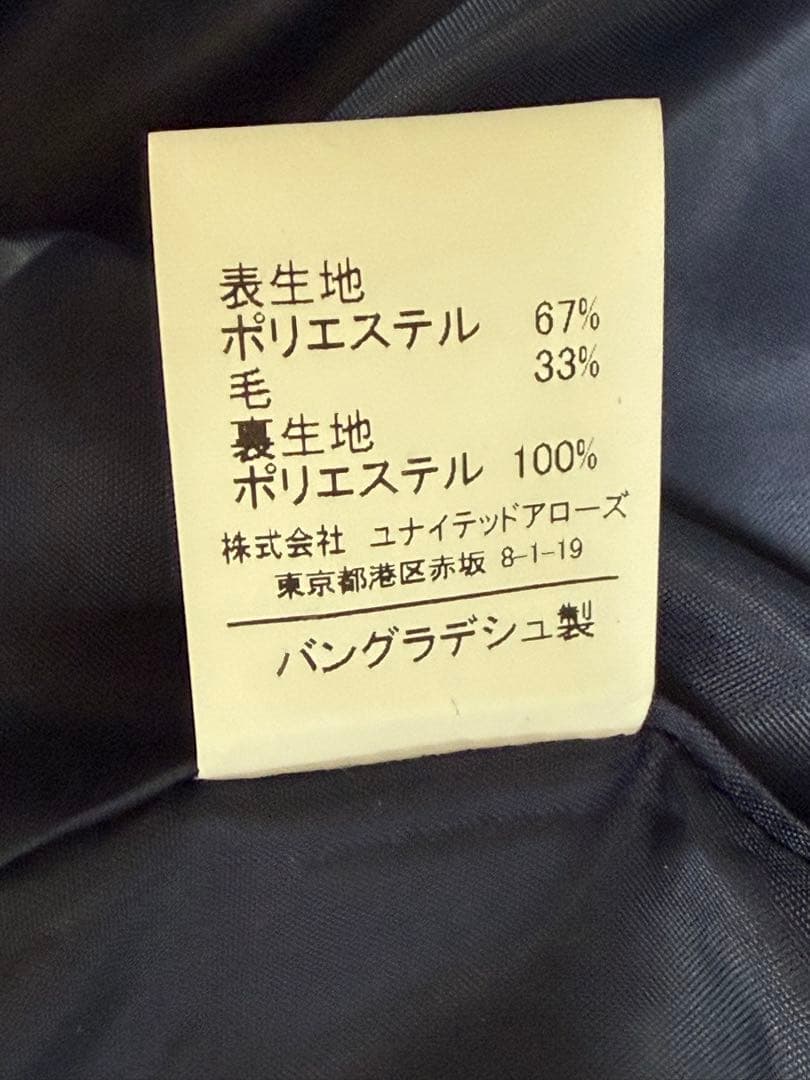 表生地
ポリエステル 67%
毛 33%
裏生地
ポリエステル 100%
株式会社 ユナイテッドアローズ
東京都港区赤坂 8-1-19
バングラデシュ製